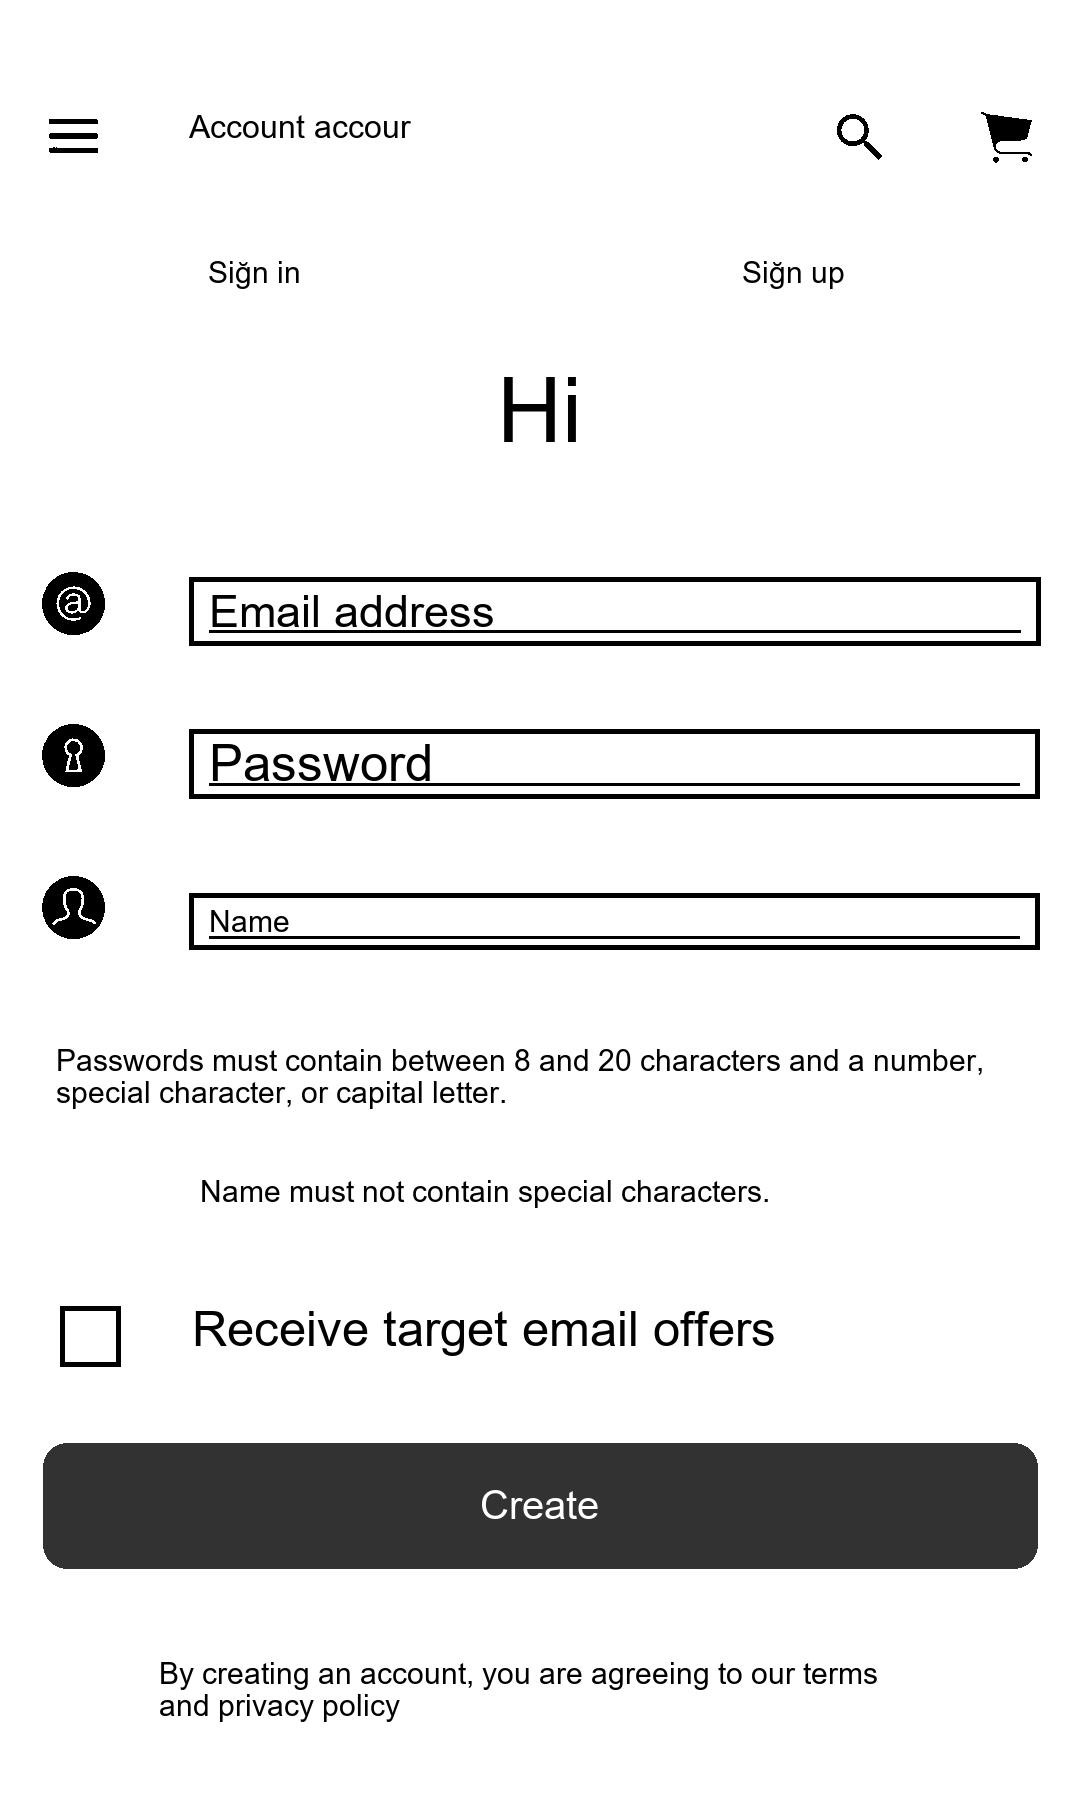 Account accour
Siğn in
Siğn up
Hi
Email address
Password
Name
Passwords must contain between 8 and 20 characters and a number,
special character, or capital letter.
Name must not contain special characters.
Receive target email offers
Create
By creating an account, you are agreeing to our terms
and privacy policy